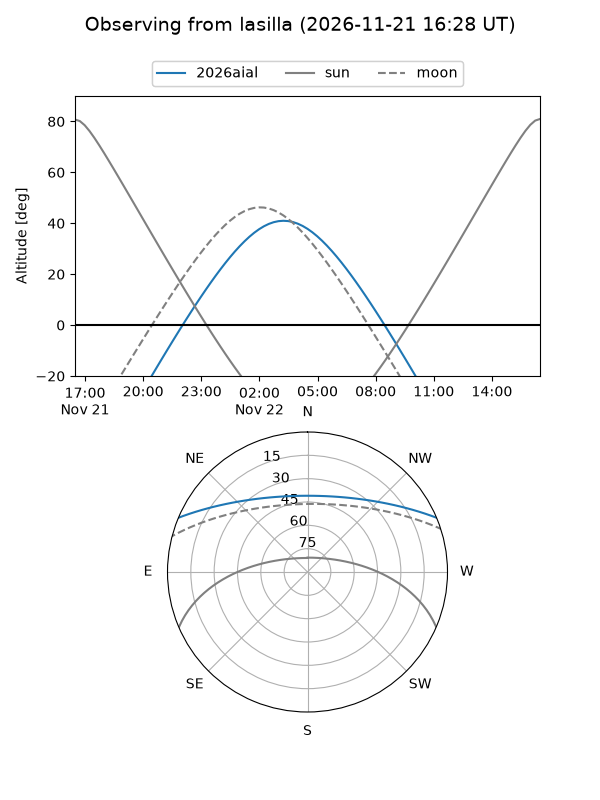 Observing from lasilla (2026-11-21 16:28 UT)
2026aial sun moon
80
60
40
20
0
−20
Altitude [deg]
17:00 20:00 23:00 02:00 05:00 08:00 11:00 14:00
Nov 21 Nov 22
N
NE NW
15
30
45
60
75
E W
SE SW
S